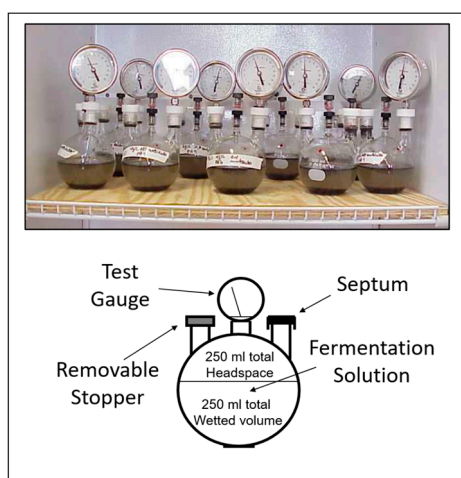 Test
Gauge
Septum
Removable
Stopper
250 ml total
Headspace
250 ml total
Wetted volume
Fermentation
Solution